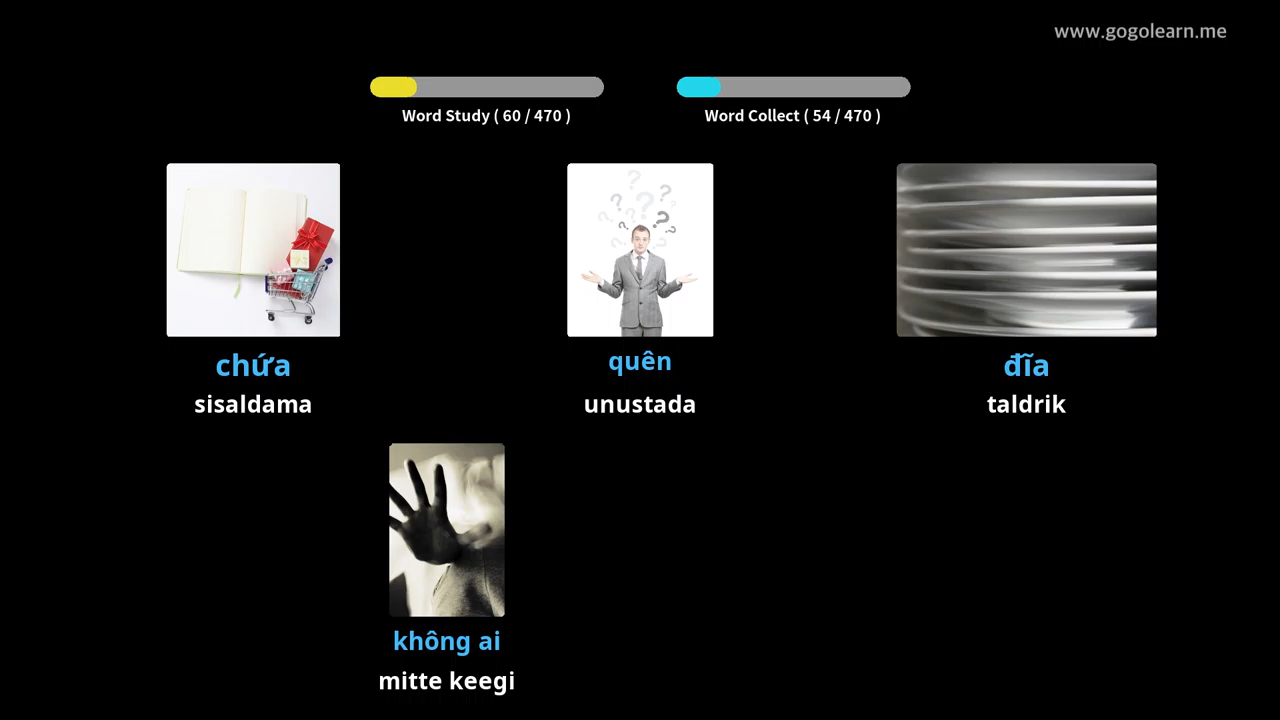 www.gogolearn.me
Word Study ( 60 / 470 )
Word Collect ( 54 / 470 )
chứa
sisaldama
quên
unustada
đĩa
taldrik
không ai
mitte keegi